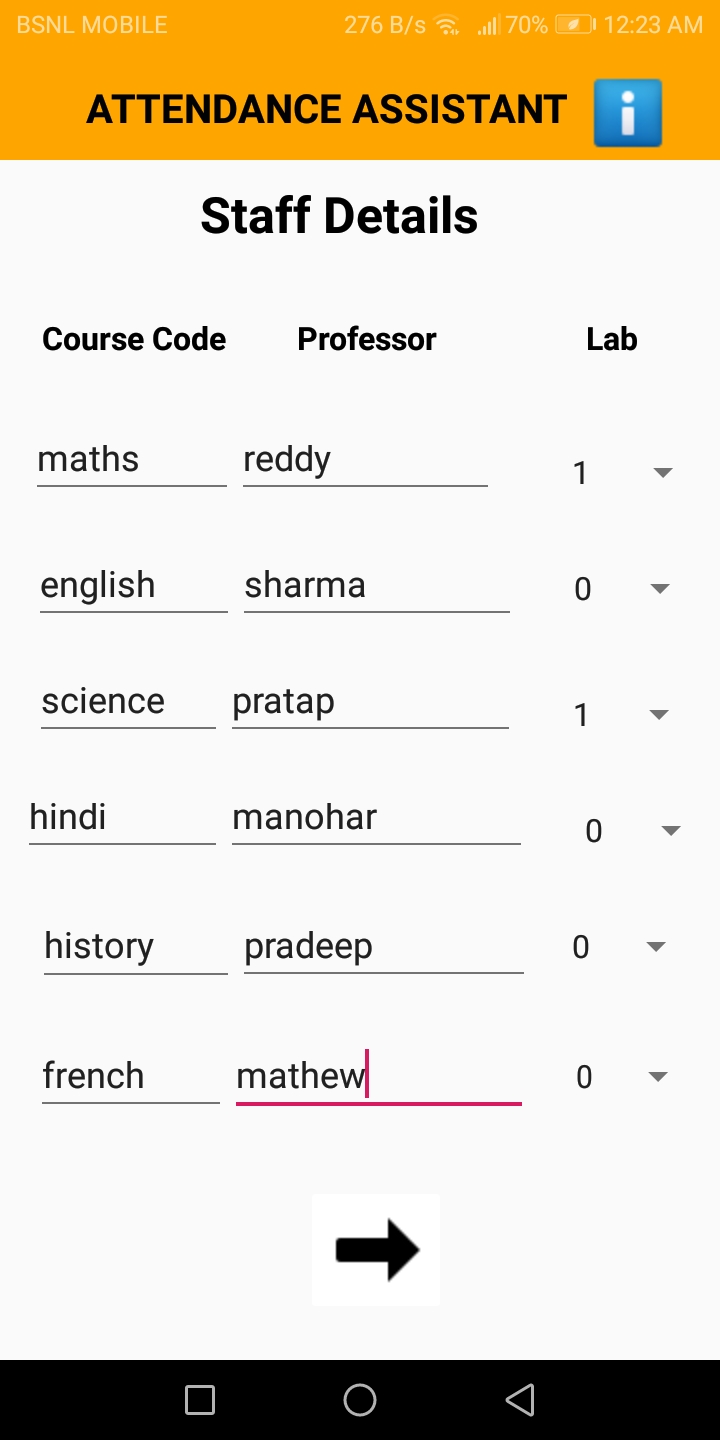 BSNL MOBILE 276 B/s 70% 12:23 AM
ATTENDANCE ASSISTANT i
Staff Details
Course Code Professor Lab
maths reddy 1
english sharma 0
science pratap 1
hindi manohar 0
history pradeep 0
french mathew 0